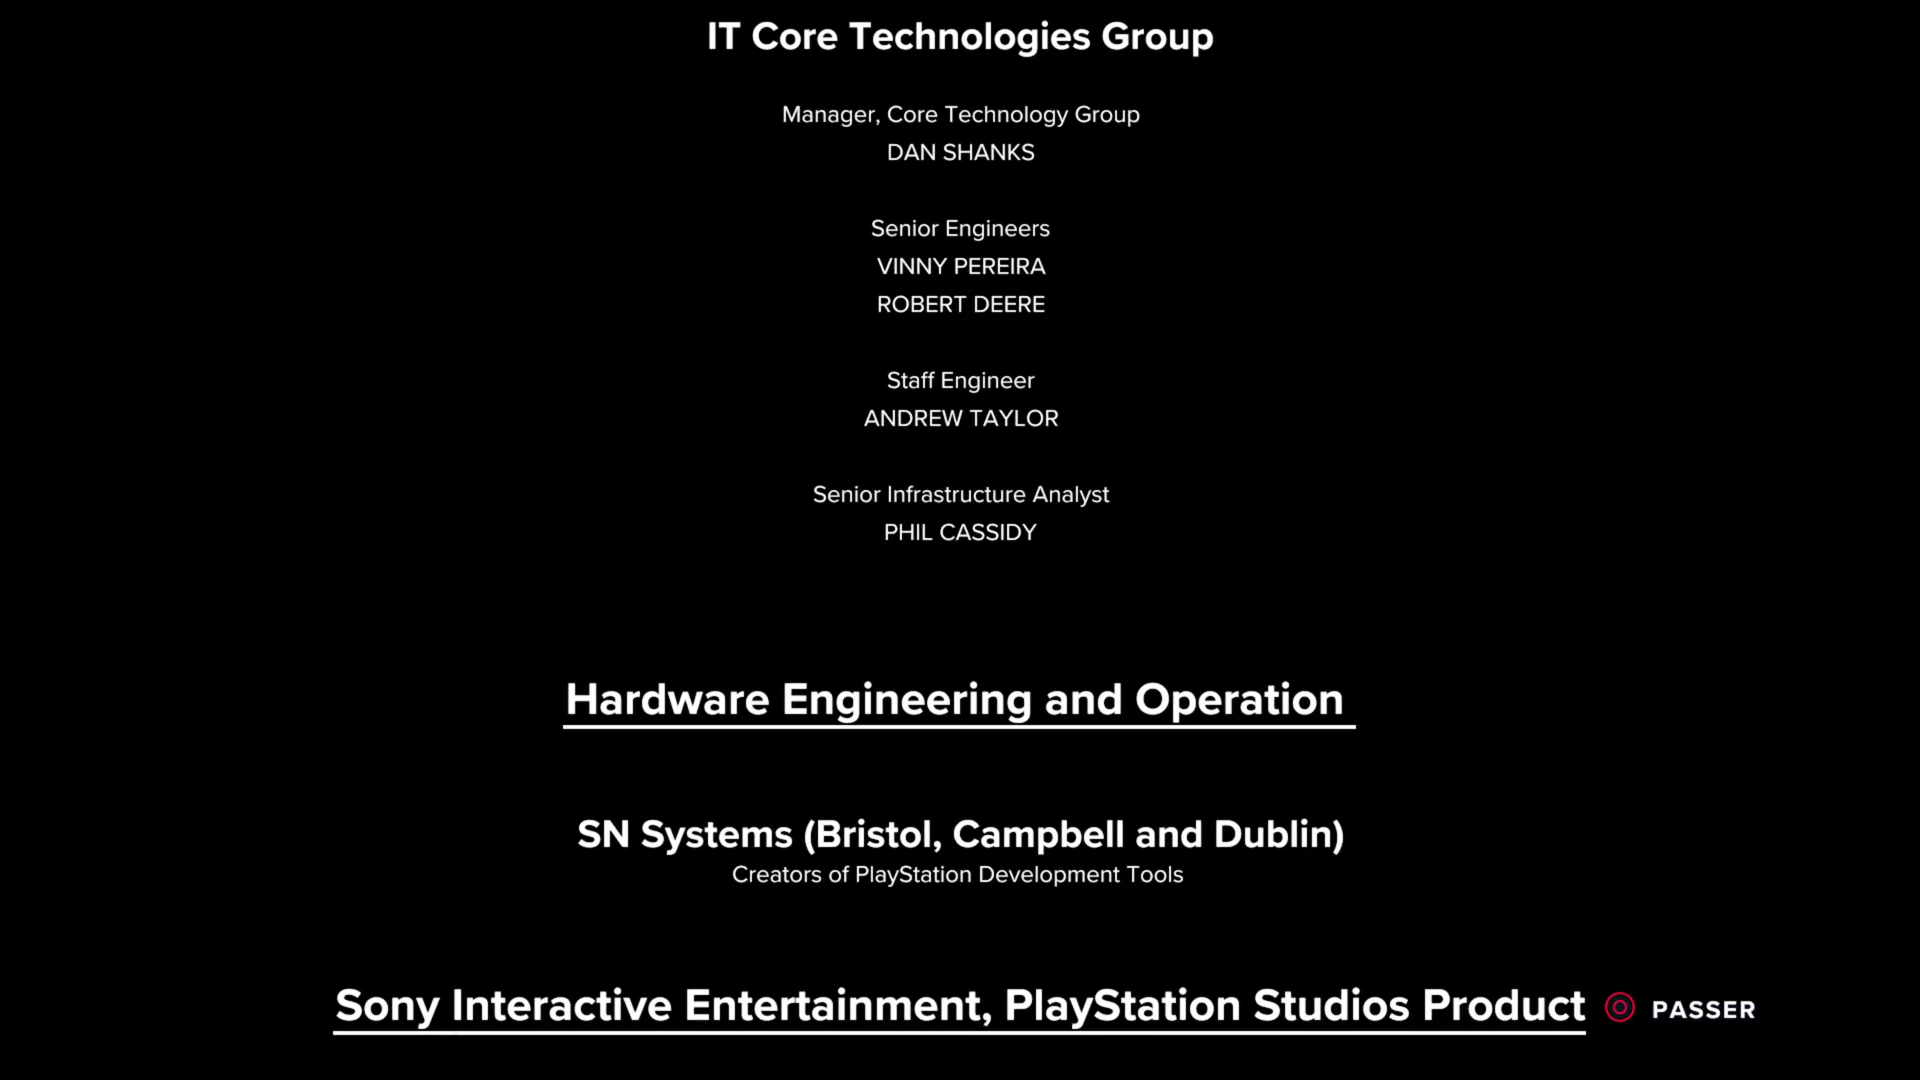 IT Core Technologies Group
Manager, Core Technology Group
DAN SHANKS
Senior Engineers
VINNY PEREIRA
ROBERT DEERE
Staff Engineer
ANDREW TAYLOR
Senior Infrastructure Analyst
PHIL CASSIDY
Hardware Engineering and Operation
SN Systems (Bristol, Campbell and Dublin)
Creators of PlayStation Development Tools
Sony Interactive Entertainment, PlayStation Studios Product
PASSER